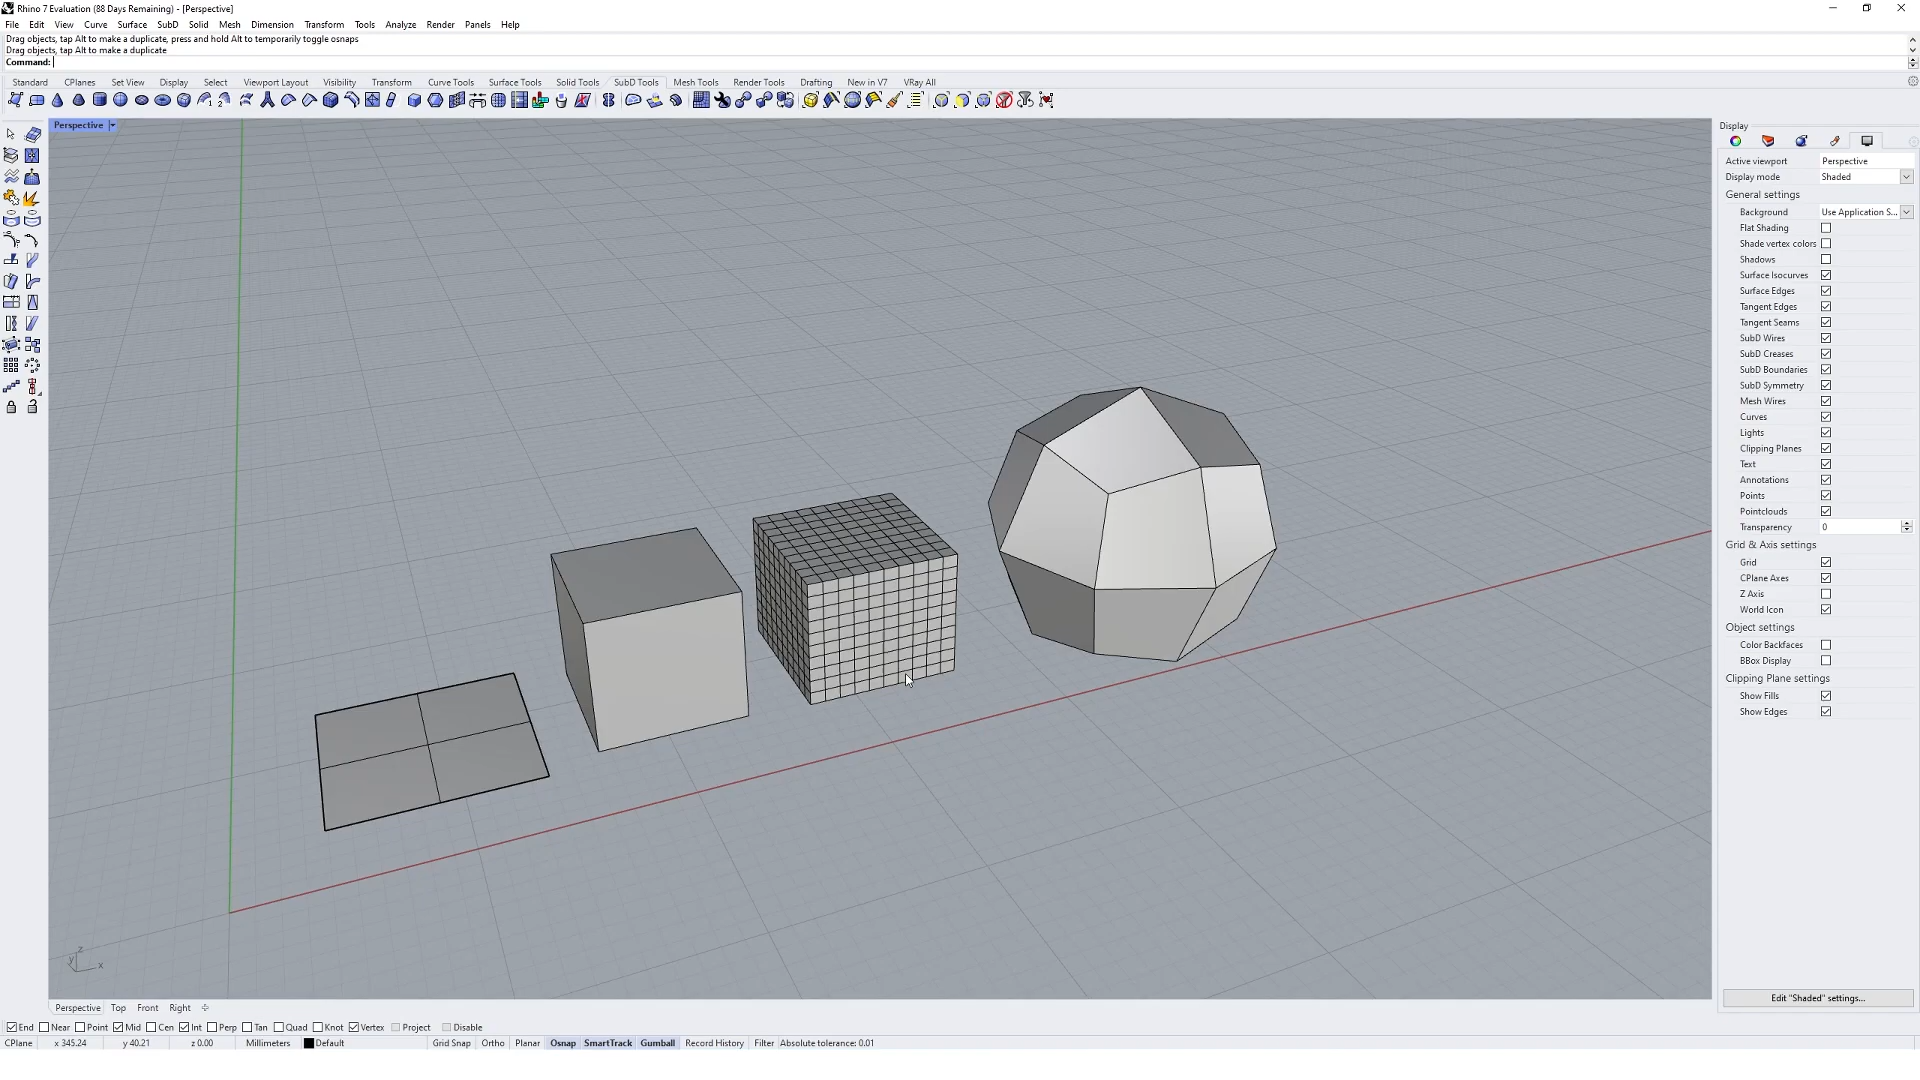 Rhino 7 Evaluation (88 Days Remaining) - [Perspective]
File Edit View Curve Surface SubD Solid Mesh Dimension Transform Tools Analyze Render Panels Help
Drag objects, tap Alt to make a duplicate, press and hold Alt to temporarily toggle osnaps
Drag objects, tap Alt to make a duplicate
Command:
Standard CPlanes Set View Display Select Viewport Layout Visibility Transform Curve Tools Surface Tools Solid Tools SubD Tools Mesh Tools Render Tools Drafting New in V7 VRay All
Perspective
Display
Active viewport Perspective
Display mode Shaded
General settings
Background Use Application S...
Flat Shading
Shade vertex colors
Shadows
Surface Isocurves
Surface Edges
Tangent Edges
Tangent Seams
SubD Wires
SubD Creases
SubD Boundaries
SubD Symmetry
Mesh Wires
Curves
Lights
Clipping Planes
Text
Annotations
Points
Pointclouds
Transparency 0
Grid & Axis settings
Grid
CPlane Axes
Z Axis
World Icon
Object settings
Color Backfaces
BBox Display
Clipping Plane settings
Show Fills
Show Edges
z
y
x
Edit "Shaded" settings...
Perspective Top Front Right
End Near Point Mid Cen Int Perp Tan Quad Knot Vertex Project Disable
CPlane x 345.24 y 40.21 z 0.00 Millimeters Default Grid Snap Ortho Planar Osnap SmartTrack Gumball Record History Filter Absolute tolerance: 0.01